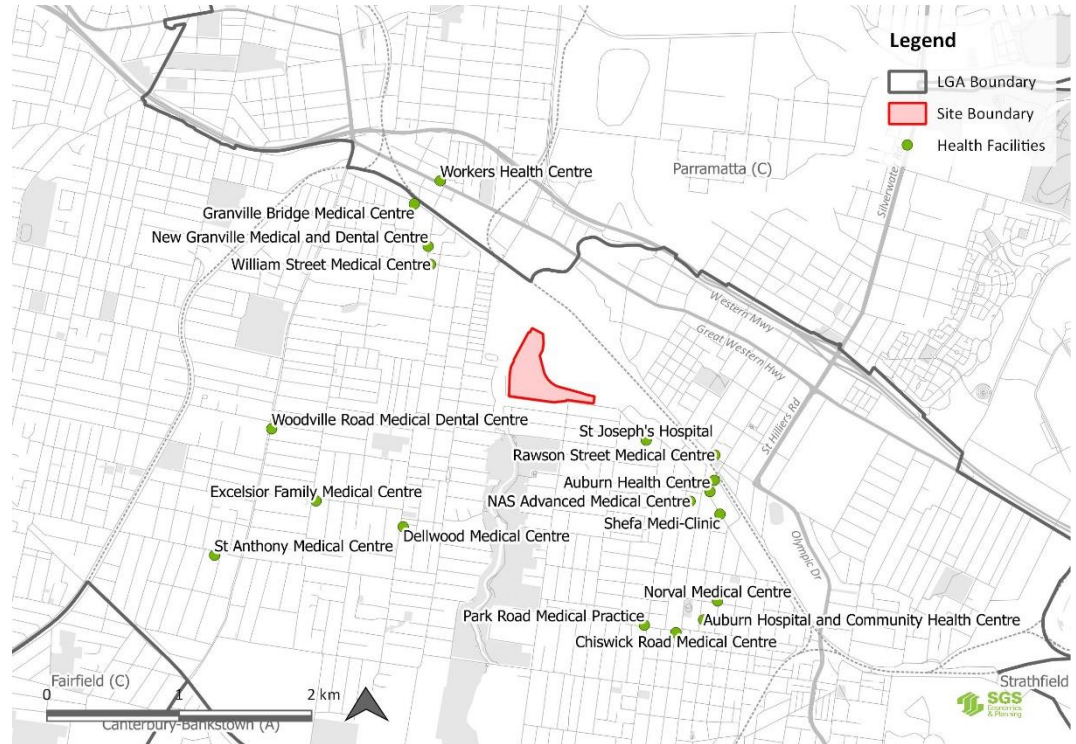 Legend
LGA Boundary
Site Boundary
Health Facilities
Parramatta (C)
Workers Health Centre
Granville Bridge Medical Centre
New Granville Medical and Dental Centre
William Street Medical Centre
Western Mwy
Great Western Hwy
St Hilliers Rd
Woodville Road Medical Dental Centre
St Joseph's Hospital
Rawson Street Medical Centre
Auburn Health Centre
Excelsior Family Medical Centre
NAS Advanced Medical Centre
Shefa Medi-Clinic
Dellwood Medical Centre
St Anthony Medical Centre
Olympic Dr
Norval Medical Centre
Park Road Medical Practice
Auburn Hospital and Community Health Centre
Chiswick Road Medical Centre
Fairfield (C)
Strathfield
0 1 2 km
Canterbury-Bankstown (A)
SGS
Economics
& Planning